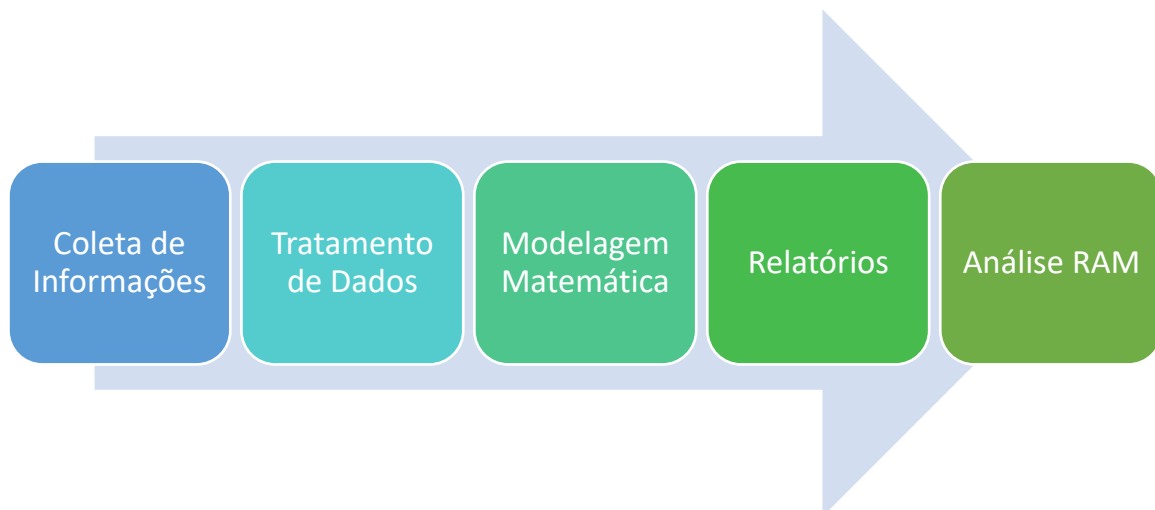 Coleta de
Informações
Tratamento
de Dados
Modelagem
Matemática
Relatórios
Análise RAM